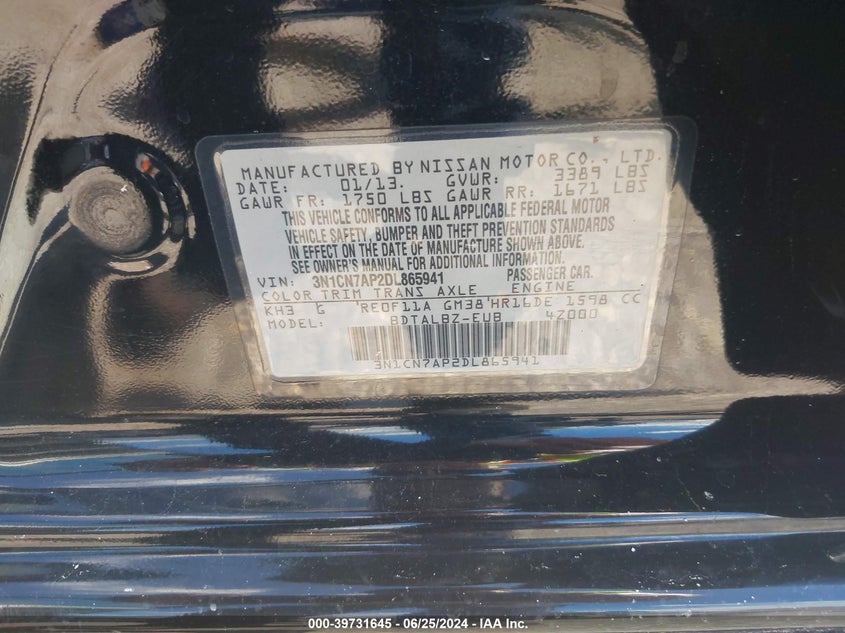 MANUFACTURED BY NISSAN MOTOR CO., LTD.
DATE: 01/13. GVWR: 3389 LBS
GAWR FR: 1750 LBS GAWR RR: 1671 LBS
THIS VEHICLE CONFORMS TO ALL APPLICABLE FEDERAL MOTOR
VEHICLE SAFETY, BUMPER AND THEFT PREVENTION STANDARDS
IN EFFECT ON THE DATE OF MANUFACTURE SHOWN ABOVE.
SEE OWNER'S MANUAL FOR ADDITIONAL INFORMATION.
VIN: 3N1CN7AP2DL865941 PASSENGER CAR.
COLOR TRIM TRANS AXLE ENGINE
KH3 G RE0F11A GM38 HR16DE 1598 CC
MODEL: BDTALBZ-EUB 4Z000
3N1CN7AP2DL865941
000-39731645 - 06/25/2024 - IAA Inc.